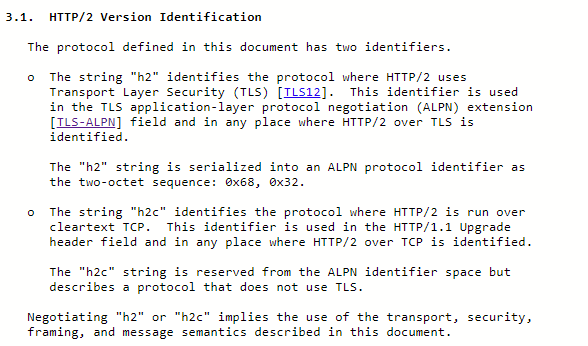 3.1.  HTTP/2 Version Identification
The protocol defined in this document has two identifiers.
o  The string "h2" identifies the protocol where HTTP/2 uses
Transport Layer Security (TLS) [TLS12].  This identifier is used
in the TLS application-layer protocol negotiation (ALPN) extension
[TLS-ALPN] field and in any place where HTTP/2 over TLS is
identified.
The "h2" string is serialized into an ALPN protocol identifier as
the two-octet sequence: 0x68, 0x32.
o  The string "h2c" identifies the protocol where HTTP/2 is run over
cleartext TCP.  This identifier is used in the HTTP/1.1 Upgrade
header field and in any place where HTTP/2 over TCP is identified.
The "h2c" string is reserved from the ALPN identifier space but
describes a protocol that does not use TLS.
Negotiating "h2" or "h2c" implies the use of the transport, security,
framing, and message semantics described in this document.